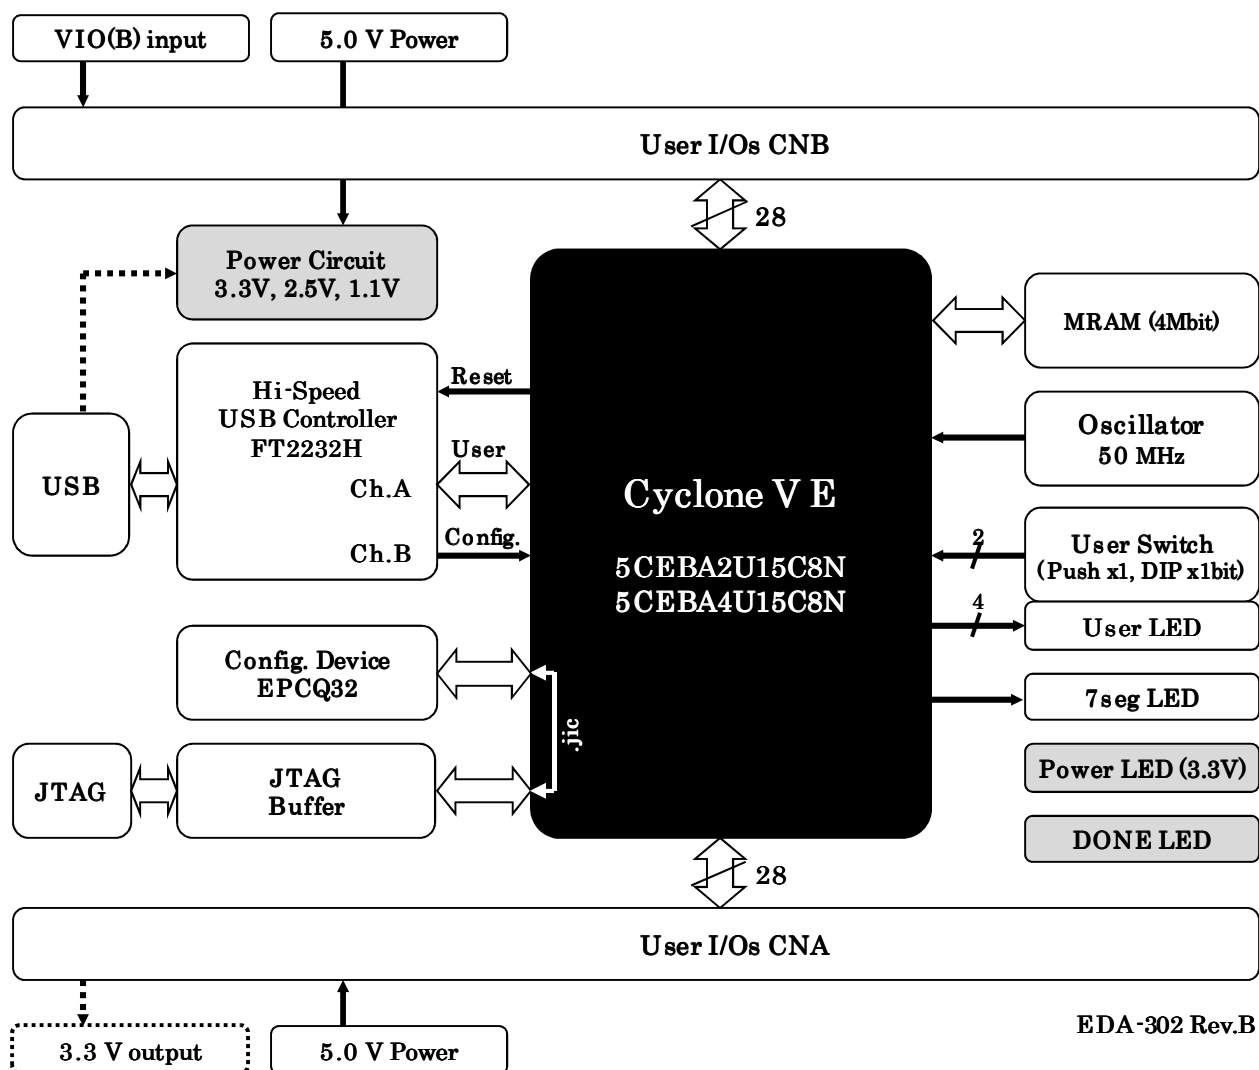 VIO(B) input
5.0 V Power
User I/Os CNB
28
Power Circuit
3.3V, 2.5V, 1.1V
MRAM (4Mbit)
Hi-Speed
USB Controller
FT2232H
Ch.A
Ch.B
Reset
User
Config.
USB
Cyclone V E
5CEBA2U15C8N
5CEBA4U15C8N
Oscillator
50 MHz
2
User Switch
(Push x1, DIP x1bit)
4
User LED
Config. Device
EPCQ32
.jic
7seg LED
JTAG
JTAG
Buffer
Power LED (3.3V)
DONE LED
28
User I/Os CNA
3.3 V output
5.0 V Power
EDA-302 Rev.B